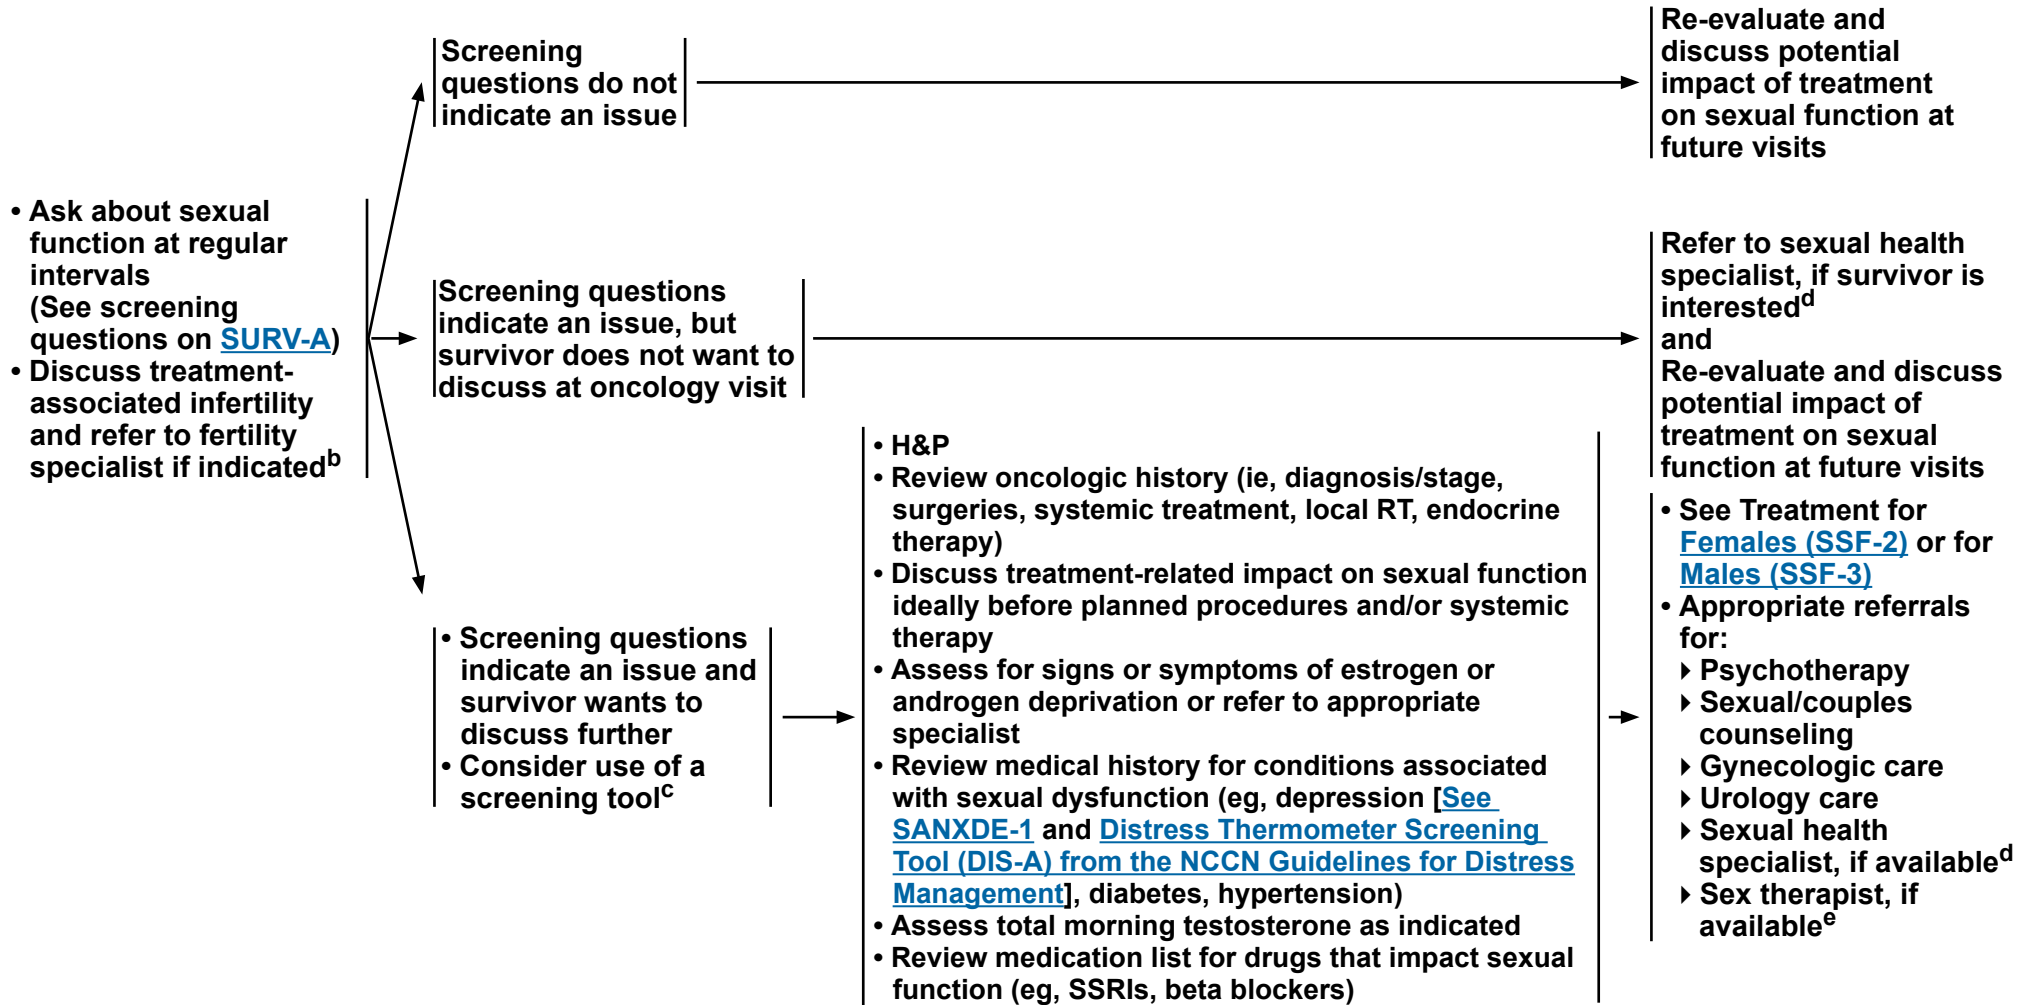 • Ask about sexual
function at regular
intervals
(See screening
questions on SURV-A)
• Discuss treatment-
associated infertility
and refer to fertility
specialist if indicatedb
Screening
questions do not
indicate an issue
Re-evaluate and
discuss potential
impact of treatment
on sexual function at
future visits
Screening questions
indicate an issue, but
survivor does not want to
discuss at oncology visit
Refer to sexual health
specialist, if survivor is
interestedd
and
Re-evaluate and discuss
potential impact of
treatment on sexual
function at future visits
• Screening questions
indicate an issue and
survivor wants to
discuss further
• Consider use of a
screening toolc
• H&P
• Review oncologic history (ie, diagnosis/stage,
surgeries, systemic treatment, local RT, endocrine
therapy)
• Discuss treatment-related impact on sexual function
ideally before planned procedures and/or systemic
therapy
• Assess for signs or symptoms of estrogen or
androgen deprivation or refer to appropriate
specialist
• Review medical history for conditions associated
with sexual dysfunction (eg, depression [See
SANXDE-1 and Distress Thermometer Screening
Tool (DIS-A) from the NCCN Guidelines for Distress
Management], diabetes, hypertension)
• Assess total morning testosterone as indicated
• Review medication list for drugs that impact sexual
function (eg, SSRIs, beta blockers)
• See Treatment for
Females (SSF-2) or for
Males (SSF-3)
• Appropriate referrals
for:
Psychotherapy
Sexual/couples
counseling
Gynecologic care
Urology care
Sexual health
specialist, if availabled
Sex therapist, if
availablee